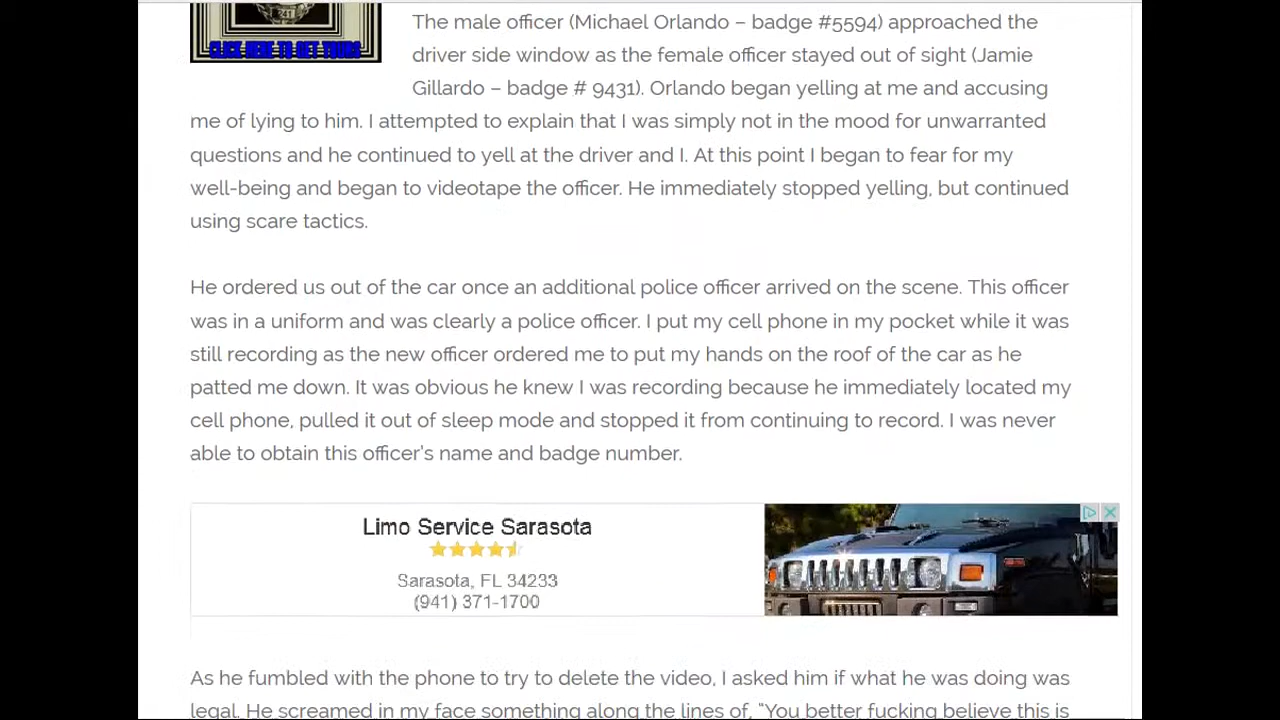 CLICK HERE TO GET YOURS
The male officer (Michael Orlando – badge #5594) approached the
driver side window as the female officer stayed out of sight (Jamie
Gillardo – badge # 9431). Orlando began yelling at me and accusing
me of lying to him. I attempted to explain that I was simply not in the mood for unwarranted
questions and he continued to yell at the driver and I. At this point I began to fear for my
well-being and began to videotape the officer. He immediately stopped yelling, but continued
using scare tactics.
He ordered us out of the car once an additional police officer arrived on the scene. This officer
was in a uniform and was clearly a police officer. I put my cell phone in my pocket while it was
still recording as the new officer ordered me to put my hands on the roof of the car as he
patted me down. It was obvious he knew I was recording because he immediately located my
cell phone, pulled it out of sleep mode and stopped it from continuing to record. I was never
able to obtain this officer's name and badge number.
Limo Service Sarasota
Sarasota, FL 34233
(941) 371-1700
As he fumbled with the phone to try to delete the video, I asked him if what he was doing was
legal. He screamed in my face something along the lines of, “You better fucking believe this is